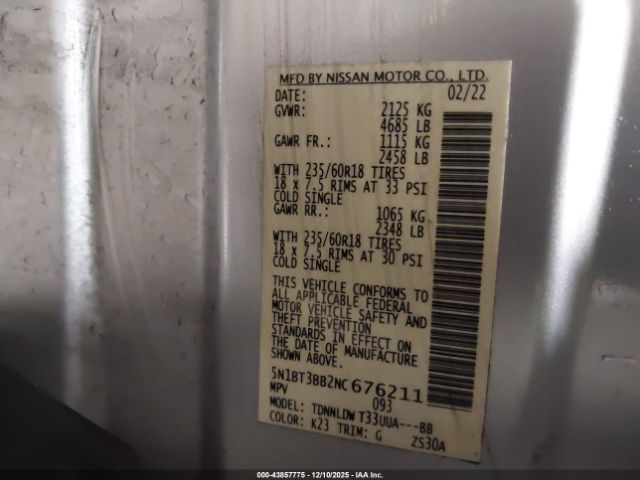 MFD BY NISSAN MOTOR CO., LTD.
DATE: 02/22
GVWR: 2125 KG
4685 LB
GAWR FR.: 1115 KG
2458 LB
WITH 235/60R18 TIRES
18 x 7.5 RIMS AT 33 PSI
COLD SINGLE
GAWR RR.: 1065 KG
2348 LB
WITH 235/60R18 TIRES
18 x 7.5 RIMS AT 30 PSI
COLD SINGLE
THIS VEHICLE CONFORMS TO
ALL APPLICABLE FEDERAL
MOTOR VEHICLE SAFETY AND
THEFT PREVENTION
STANDARDS IN EFFECT ON
THE DATE OF MANUFACTURE
SHOWN ABOVE.
5N1BT3BB2NC676211
MPV 093
MODEL: TDNNLDW T33UUA---BB
COLOR: K23 TRIM: G ZS30A
000-43857775 - 12/10/2025 - IAAI.COM